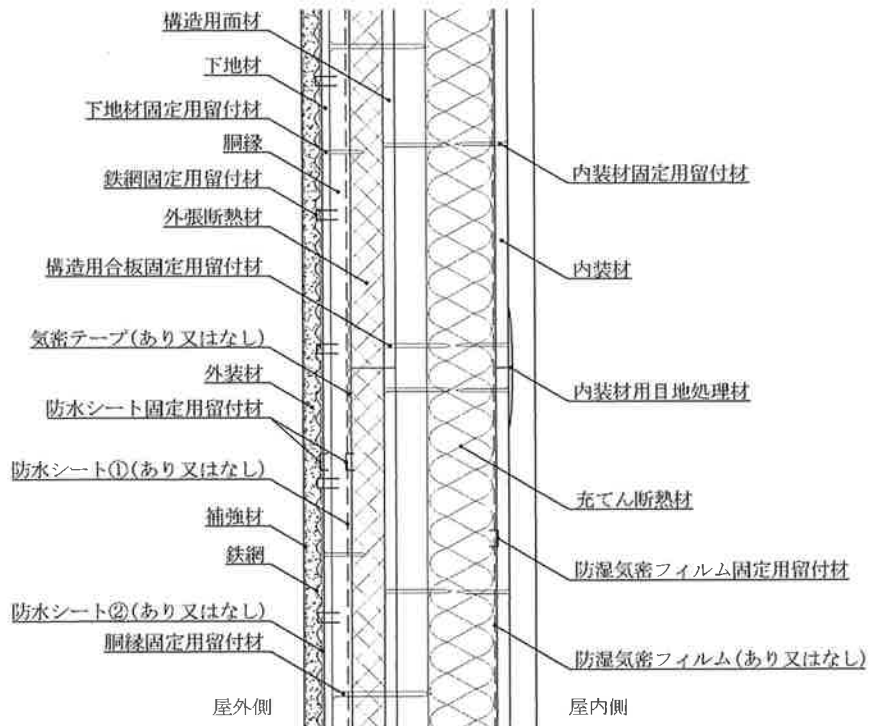 構造用面材
下地材
下地材固定用留付材
胴縁
鉄網固定用留付材
外張断熱材
構造用合板固定用留付材
気密テープ(あり又はなし)
外装材
防水シート固定用留付材
防水シート①(あり又はなし)
補強材
鉄網
防水シート②(あり又はなし)
胴縁固定用留付材
屋外側
内装材固定用留付材
内装材
内装材用目地処理材
充てん断熱材
防湿気密フィルム固定用留付材
防湿気密フィルム(あり又はなし)
屋内側